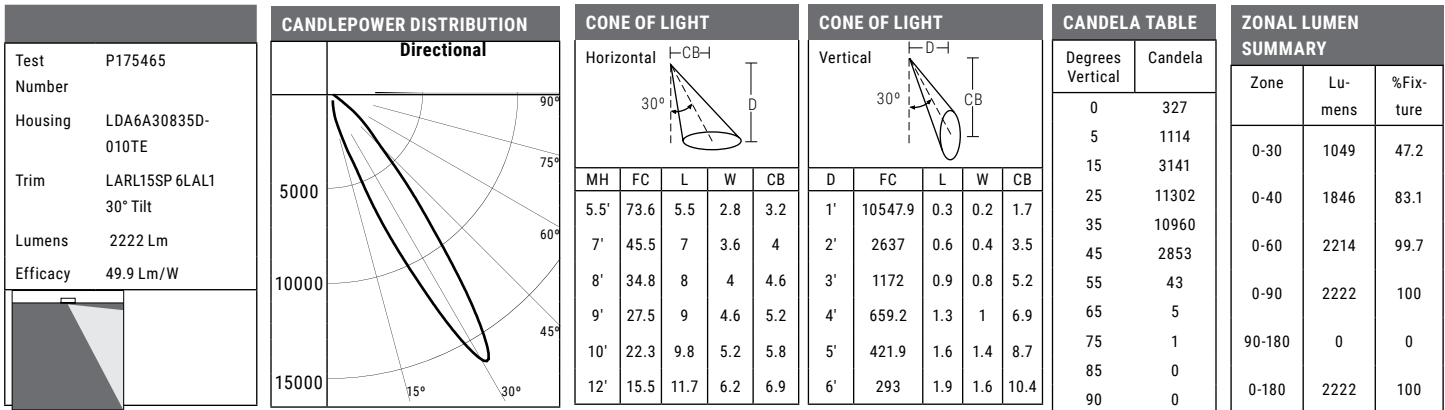 Test Number P175465
Housing LDA6A30835D-
010TE
Trim LARL15SP 6LAL1
30° Tilt
Lumens 2222 Lm
Efficacy 49.9 Lm/W
CANDLEPOWER DISTRIBUTION
Directional
90°
75°
5000
60°
10000
45°
15000
15°
30°
CONE OF LIGHT
Horizontal
CB
30°
D
MH FC L W CB
5.5' 73.6 5.5 2.8 3.2
7' 45.5 7 3.6 4
8' 34.8 8 4 4.6
9' 27.5 9 4.6 5.2
10' 22.3 9.8 5.2 5.8
12' 15.5 11.7 6.2 6.9
CONE OF LIGHT
Vertical
D
30°
CB
D FC L W CB
1' 10547.9 0.3 0.2 1.7
2' 2637 0.6 0.4 3.5
3' 1172 0.9 0.8 5.2
4' 659.2 1.3 1 6.9
5' 421.9 1.6 1.4 8.7
6' 293 1.9 1.6 10.4
CANDELA TABLE
Degrees Candela
Vertical
0 327
5 1114
15 3141
25 11302
35 10960
45 2853
55 43
65 5
75 1
85 0
90 0
ZONAL LUMEN
SUMMARY
Zone Lu- %Fix-
mens ture
0-30 1049 47.2
0-40 1846 83.1
0-60 2214 99.7
0-90 2222 100
90-180 0 0
0-180 2222 100